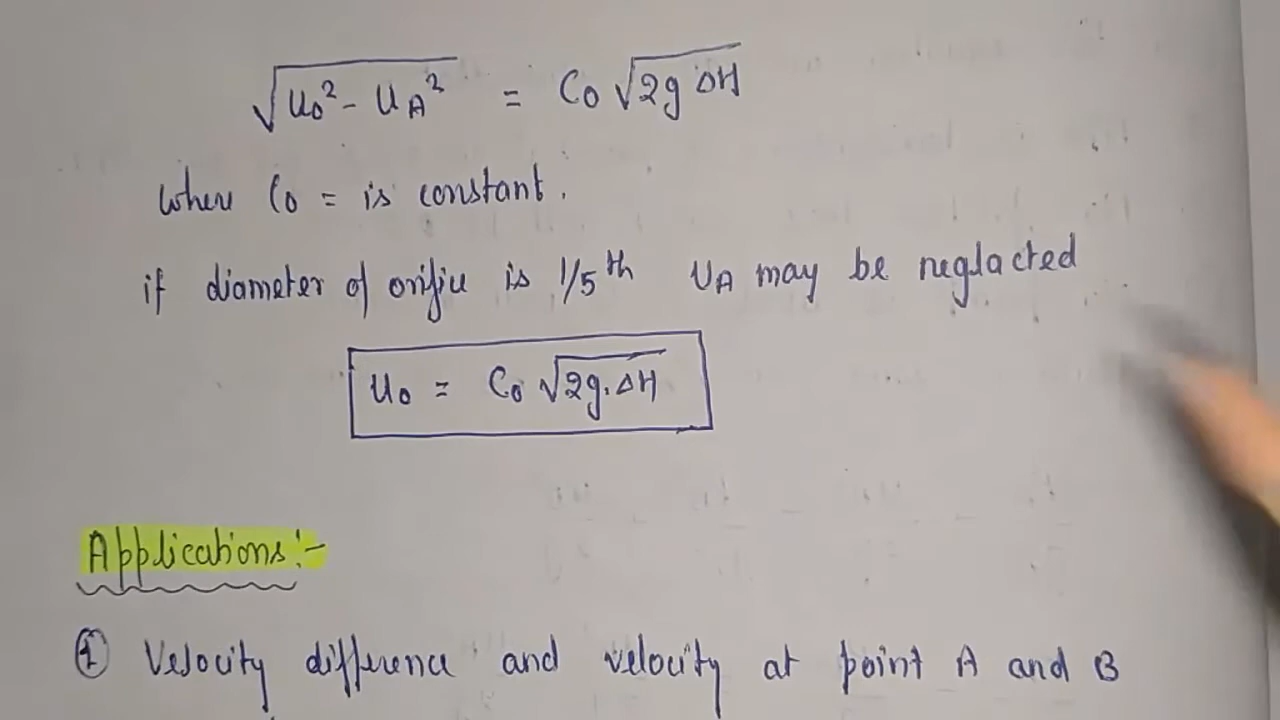 √(u₀² - u_A²) = C₀ √(2g ΔH)
where C₀ = is constant.
if diameter of orifice is 1/5ᵗʰ U_A may be neglacted
u₀ = C₀ √(2g.ΔH)
Applications:-
① Velocity difference and velocity at point A and B